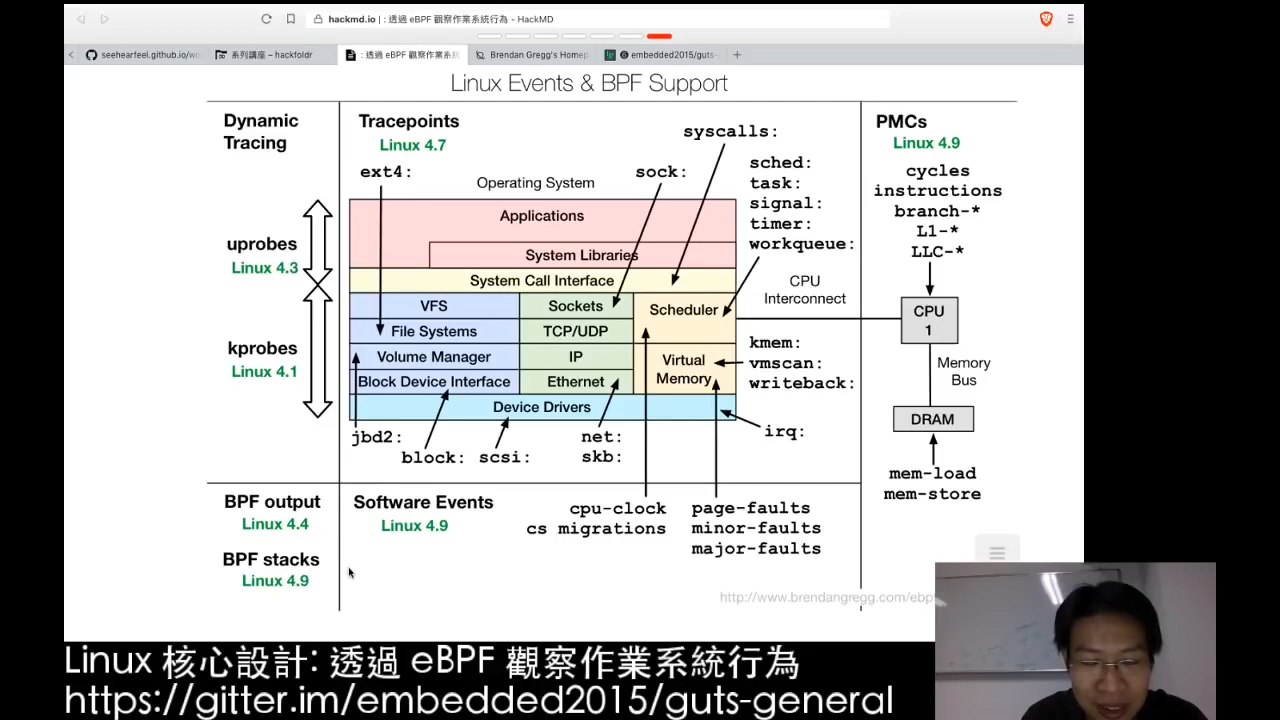 hackmd.io | : 透過 eBPF 觀察作業系統行為 - HackMD
seehearfeel.github.io/wo
系列講座 – hackfoldr
: 透過 eBPF 觀察作業系統
Brendan Gregg's Homep
embedded2015/guts-
Linux Events & BPF Support
Dynamic
Tracing
uprobes
Linux 4.3
kprobes
Linux 4.1
Tracepoints
Linux 4.7
ext4:
Operating System
sock:
syscalls:
sched:
task:
signal:
timer:
workqueue:
Applications
System Libraries
System Call Interface
VFS
Sockets
Scheduler
File Systems
TCP/UDP
Volume Manager
IP
Virtual
Memory
Block Device Interface
Ethernet
Device Drivers
CPU
Interconnect
kmem:
vmscan:
writeback:
jbd2:
block:
scsi:
net:
skb:
irq:
PMCs
Linux 4.9
cycles
instructions
branch-*
L1-*
LLC-*
CPU
1
Memory
Bus
DRAM
mem-load
mem-store
BPF output
Linux 4.4
BPF stacks
Linux 4.9
Software Events
Linux 4.9
cpu-clock
cs migrations
page-faults
minor-faults
major-faults
http://www.brendangregg.com/ebp
Linux 核心設計: 透過 eBPF 觀察作業系統行為
https://gitter.im/embedded2015/guts-general